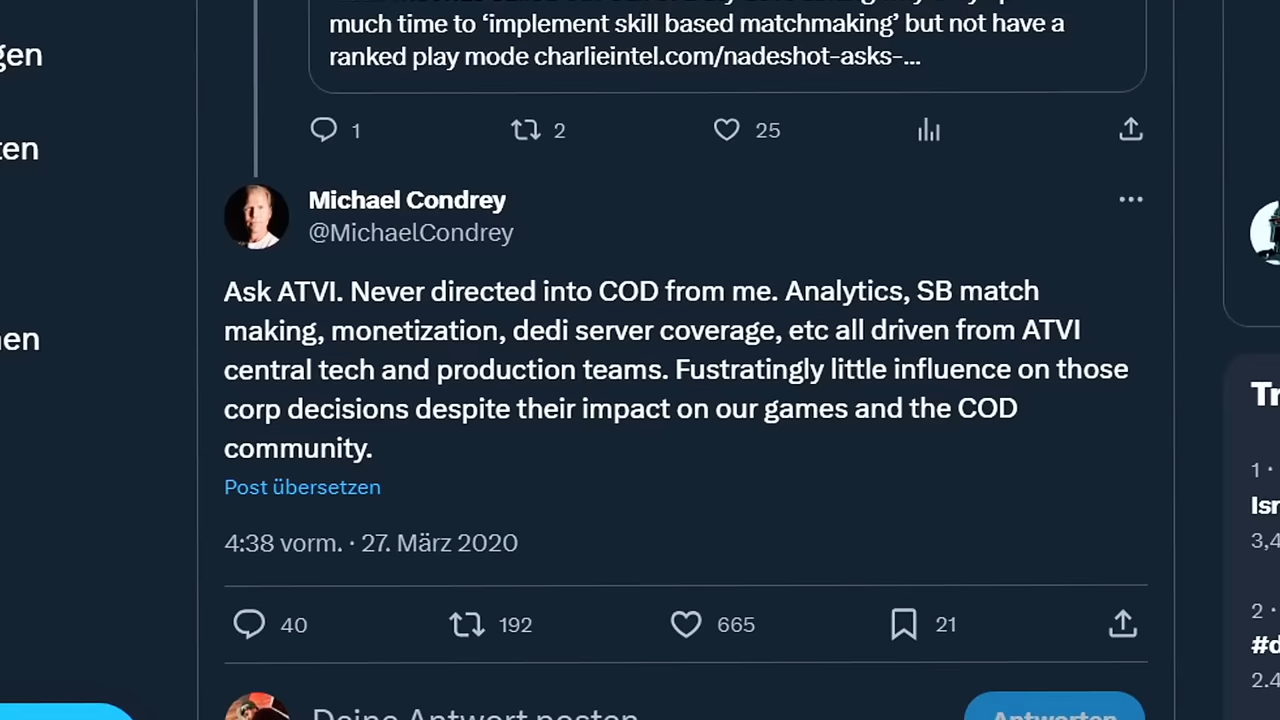 much time to ‘implement skill based matchmaking’ but not have a
ranked play mode charlieintel.com/nadeshot-asks-...
1
2
25
Michael Condrey
@MichaelCondrey
Ask ATVI. Never directed into COD from me. Analytics, SB match
making, monetization, dedi server coverage, etc all driven from ATVI
central tech and production teams. Fustratingly little influence on those
corp decisions despite their impact on our games and the COD
community.
Post übersetzen
4:38 vorm. · 27. März 2020
40
192
665
21
Deine Antwort posten
Antworten
gen
ten
nen
Tr
1 ·
Isr
3,4
2 ·
#d
2.4